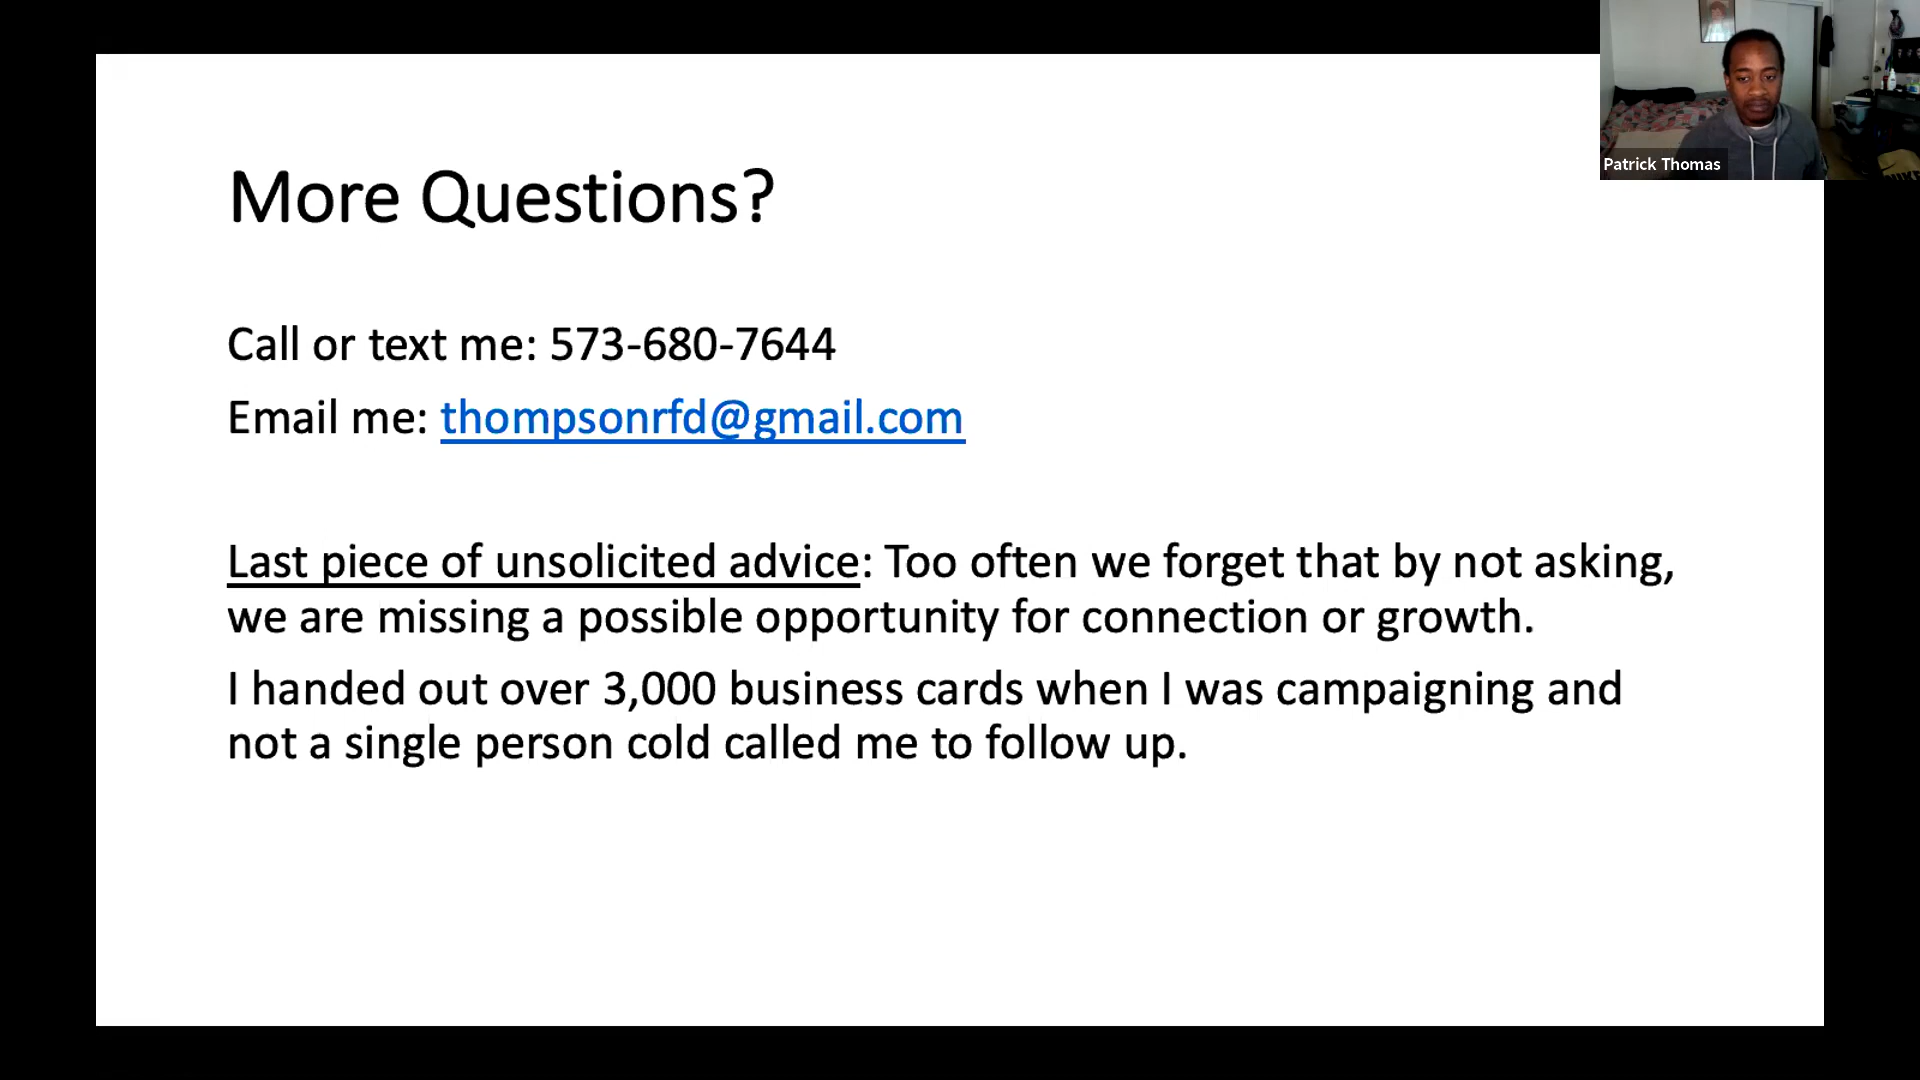 More Questions?
Patrick Thomas
Call or text me: 573-680-7644
Email me: thompsonrfd@gmail.com
Last piece of unsolicited advice: Too often we forget that by not asking,
we are missing a possible opportunity for connection or growth.
I handed out over 3,000 business cards when I was campaigning and
not a single person cold called me to follow up.